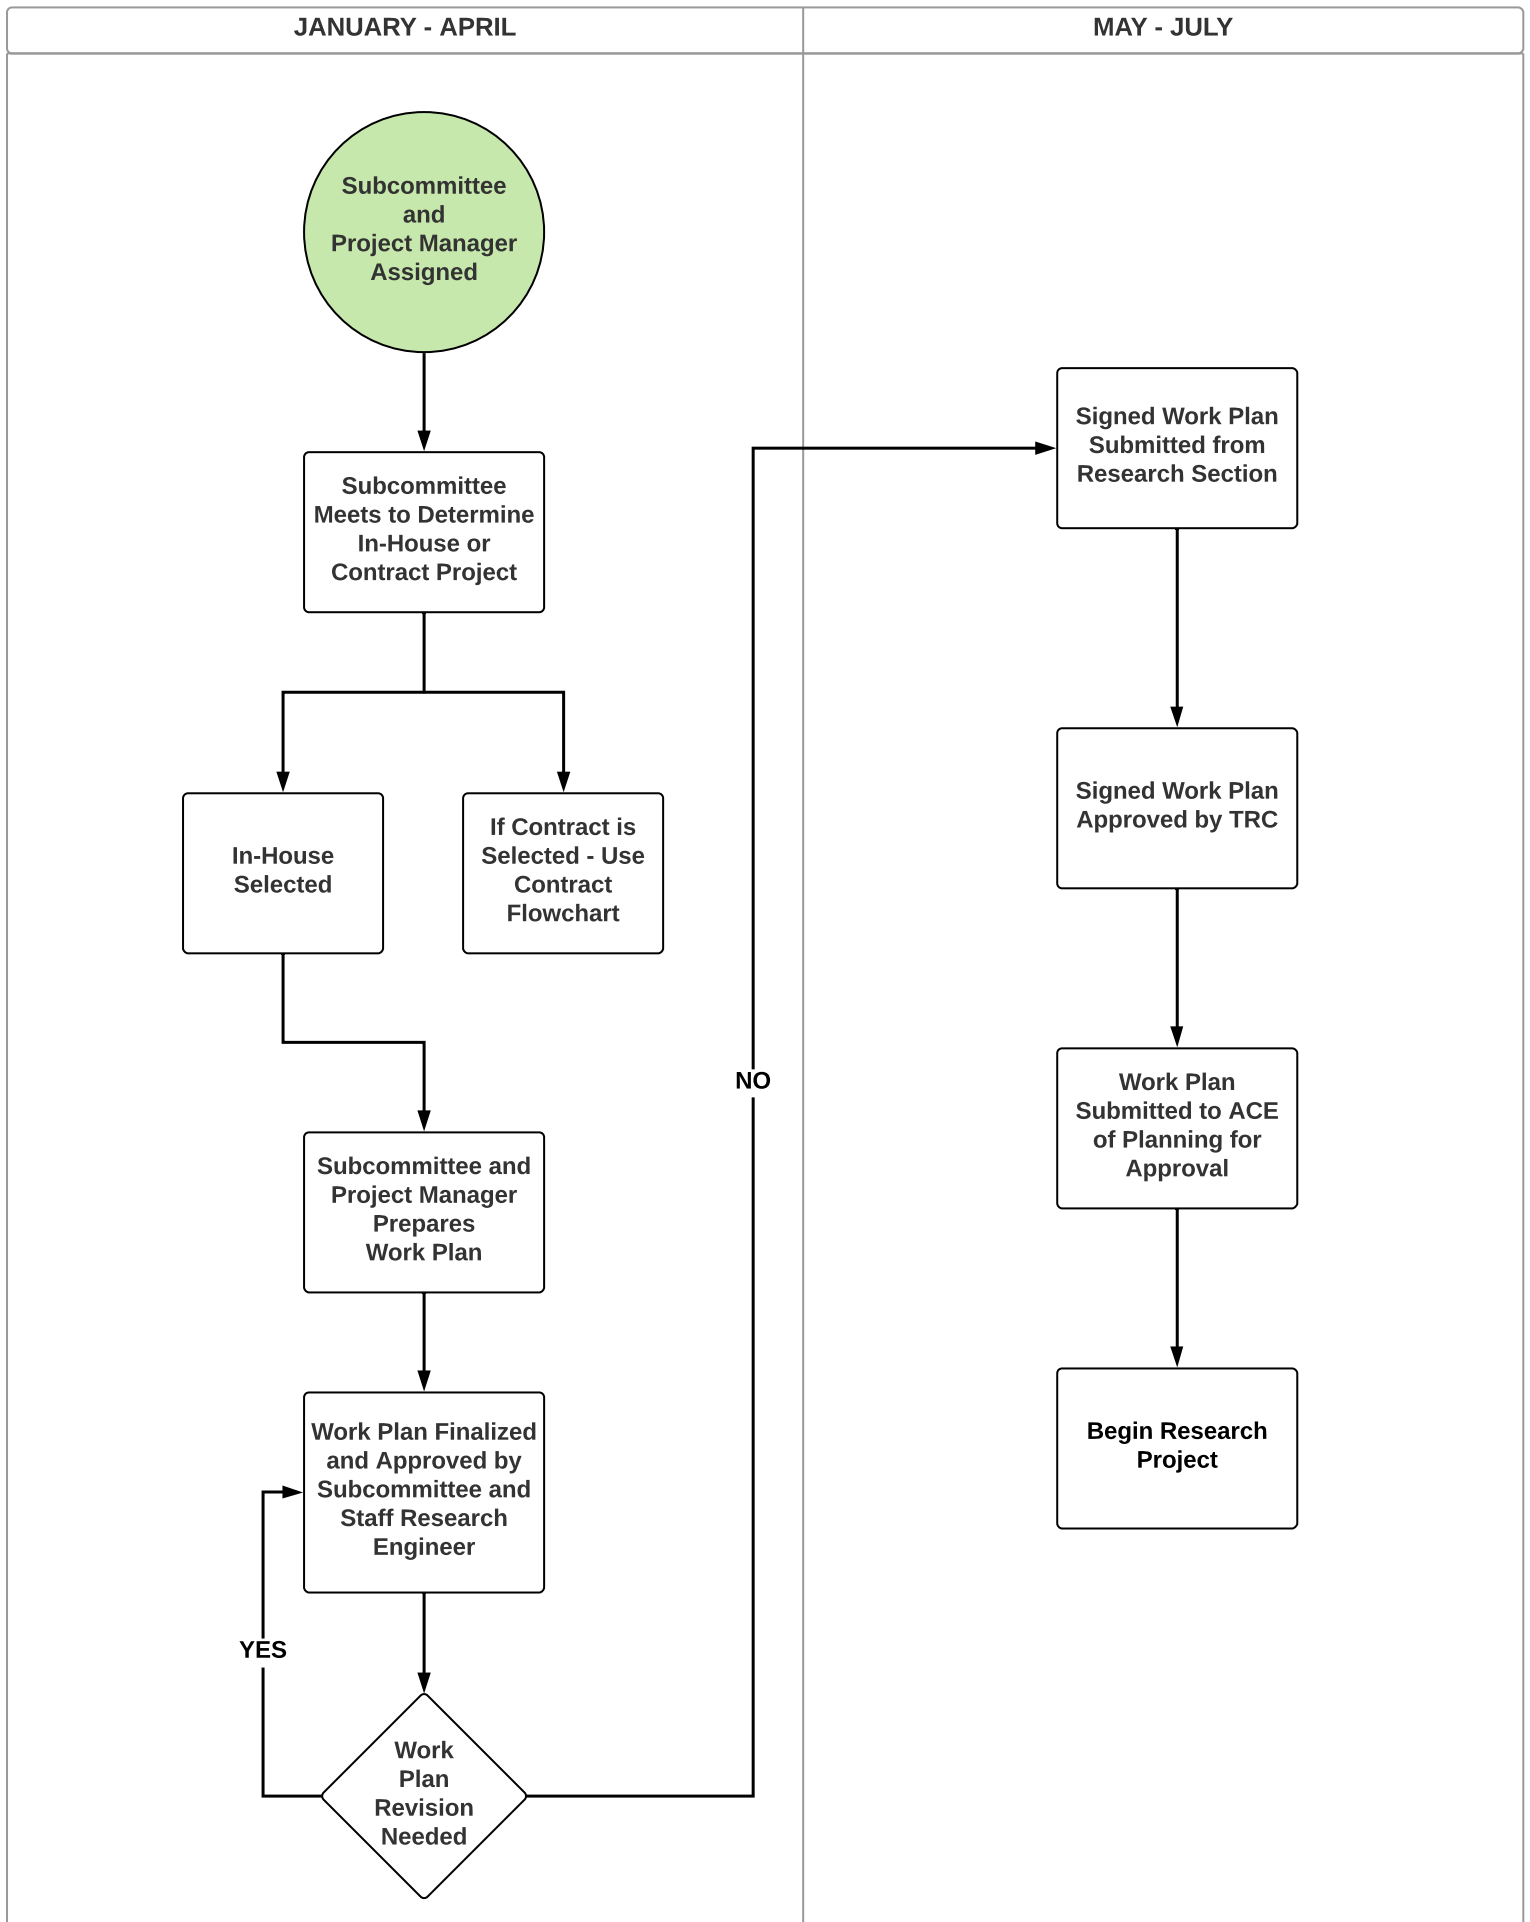 JANUARY - APRIL
MAY - JULY
Subcommittee
and
Project Manager
Assigned
Subcommittee
Meets to Determine
In-House or
Contract Project
In-House
Selected
If Contract is
Selected - Use
Contract
Flowchart
Subcommittee and
Project Manager
Prepares
Work Plan
Work Plan Finalized
and Approved by
Subcommittee and
Staff Research
Engineer
YES
Work
Plan
Revision
Needed
NO
Signed Work Plan
Submitted from
Research Section
Signed Work Plan
Approved by TRC
Work Plan
Submitted to ACE
of Planning for
Approval
Begin Research
Project